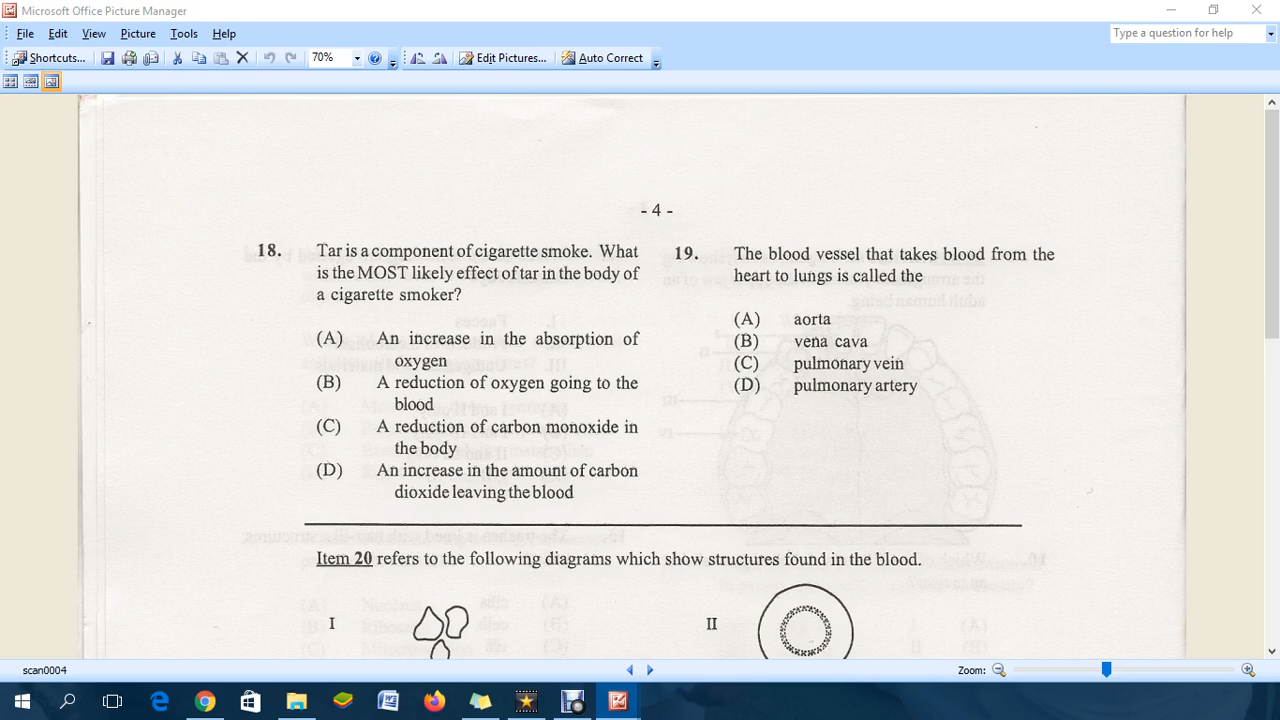 Microsoft Office Picture Manager
File Edit View Picture Tools Help
Type a question for help
Shortcuts... 70% Edit Pictures... Auto Correct
- 4 -
18. Tar is a component of cigarette smoke. What
is the MOST likely effect of tar in the body of
a cigarette smoker?
(A) An increase in the absorption of
oxygen
(B) A reduction of oxygen going to the
blood
(C) A reduction of carbon monoxide in
the body
(D) An increase in the amount of carbon
dioxide leaving the blood
19. The blood vessel that takes blood from the
heart to lungs is called the
(A) aorta
(B) vena cava
(C) pulmonary vein
(D) pulmonary artery
Item 20 refers to the following diagrams which show structures found in the blood.
I II
scan0004 Zoom: